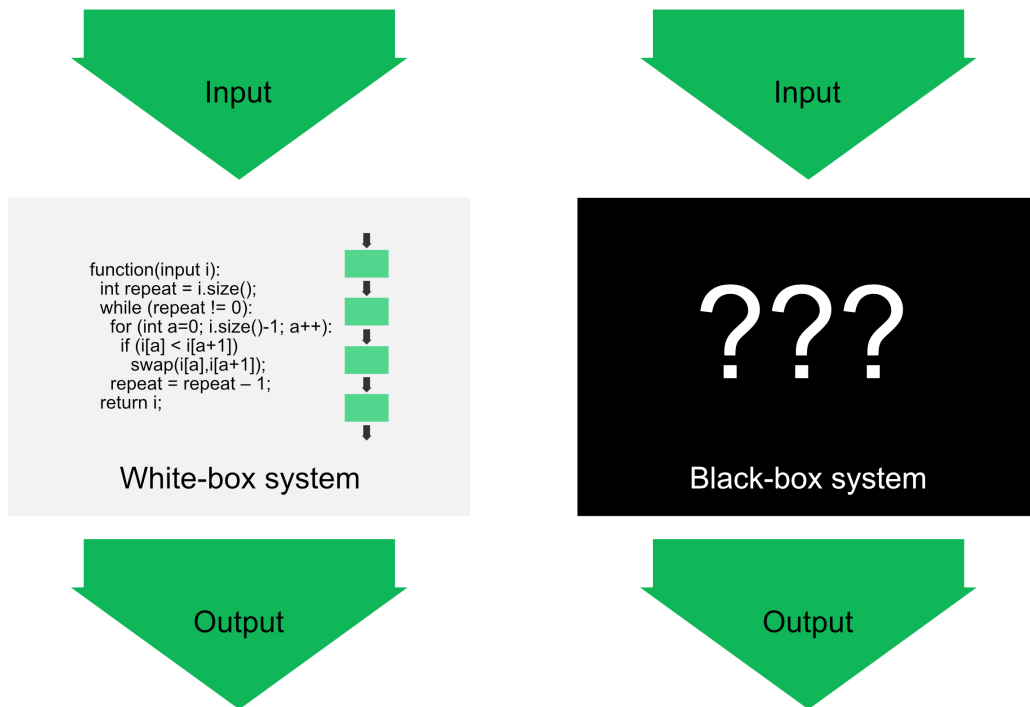 Input
function(input i):
int repeat = i.size();
while (repeat != 0):
for (int a=0; i.size()-1; a++):
if (i[a] < i[a+1])
swap(i[a],i[a+1]);
repeat = repeat – 1;
return i;
White-box system
Output
Input
???
Black-box system
Output